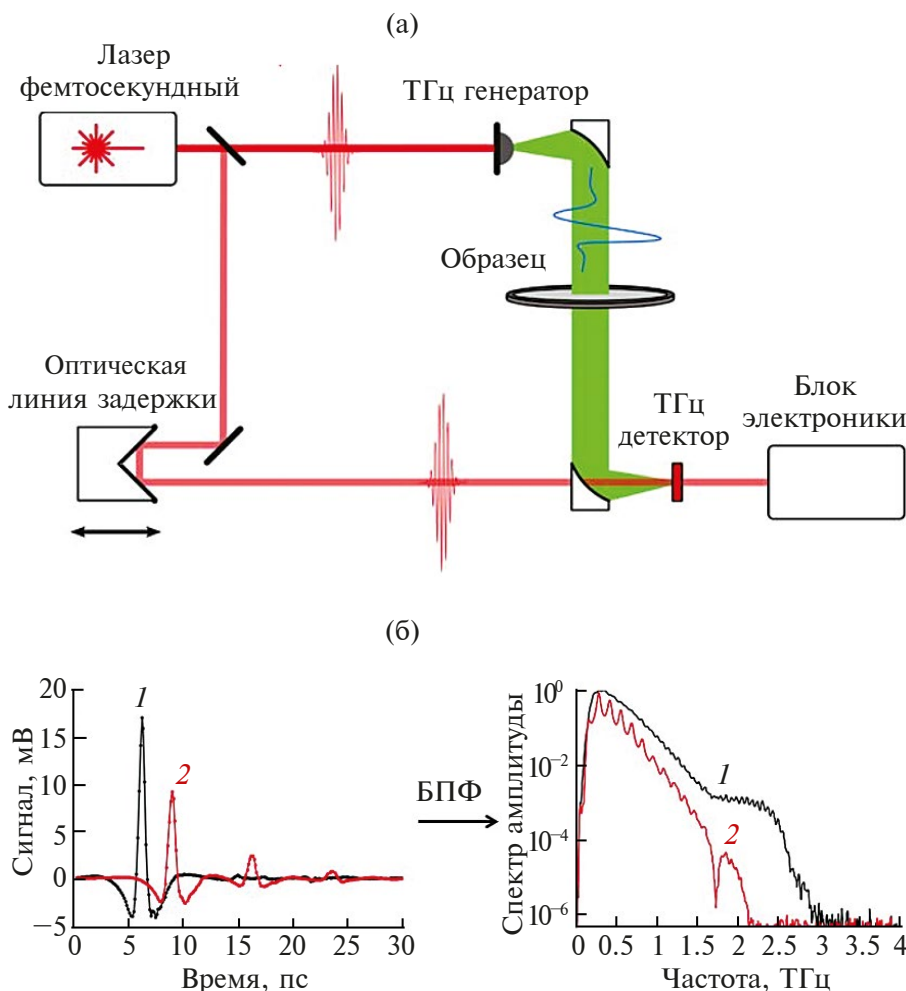 (а)
Лазер
фемтосекундный
ТГц генератор
Образец
Оптическая
линия задержки
ТГц
детектор
Блок
электроники
(б)
Сигнал, мВ
20
15
10
5
0
−5
1
2
0 5 10 15 20 25 30
Время, пс
БПФ
Спектр амплитуды
10⁰
10⁻²
10⁻⁴
10⁻⁶
1
2
0 0.5 1 1.5 2 2.5 3 3.5 4
Частота, ТГц